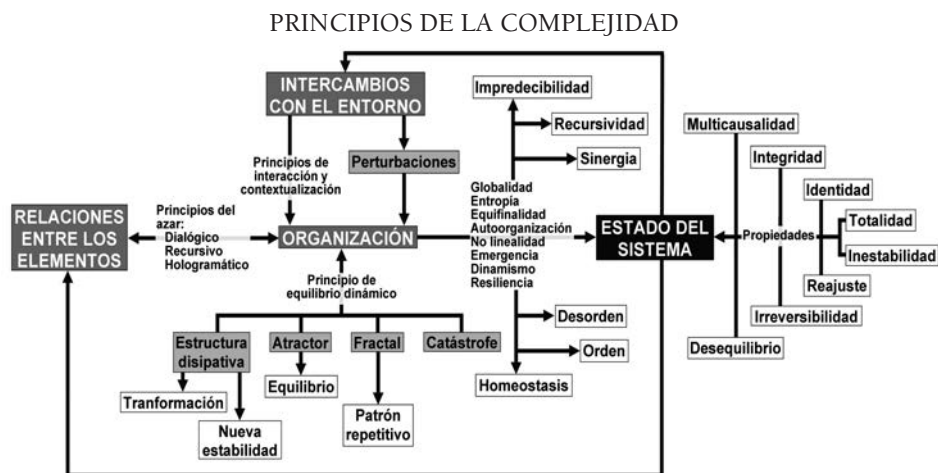 PRINCIPIOS DE LA COMPLEJIDAD
INTERCAMBIOS
CON EL ENTORNO
Impredecibilidad
Recursividad
Sinergia
Multicausalidad
Integridad
Identidad
Totalidad
Inestabilidad
Reajuste
Irreversibilidad
Desequilibrio
Propiedades
Principios de
interacción y
contextualización
Perturbaciones
Globalidad
Entropía
Equifinalidad
Autoorganización
No linealidad
Emergencia
Dinamismo
Resiliencia
RELACIONES
ENTRE LOS
ELEMENTOS
Principios del
azar:
Dialógico
Recursivo
Hologramático
ORGANIZACIÓN
ESTADO DEL
SISTEMA
Principio de
equilibrio dinámico
Desorden
Orden
Homeostasis
Estructura
disipativa
Atractor
Fractal
Catástrofe
Tranformación
Nueva
estabilidad
Equilibrio
Patrón
repetitivo